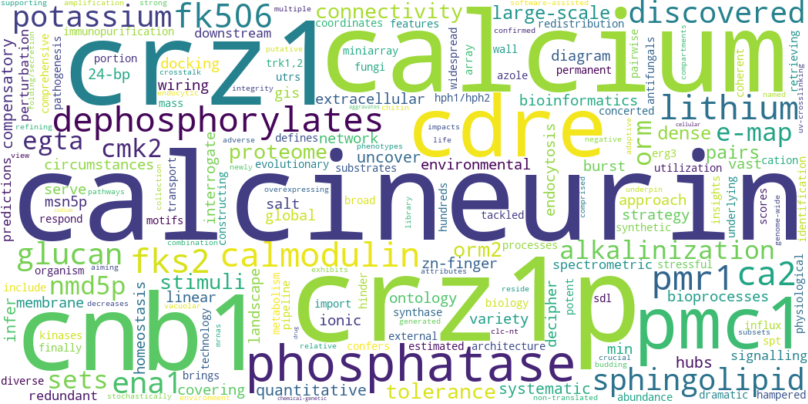 supporting amplification strong fk506 multiple software-assisted
potassium connectivity large-scale discovered
immunopurification downstream coordinates features redistribution
comprehensive portion crz1 calcium miniarray wall confirmed compartments
perturbation pathogenesis docking trk1,2 fungi array azole widespread diagram pairwise retrieving
24-bp wiring utrs permanent coherent antifungals
compensatory mass gis extracellular hph1/hph2 bioinformatics concerted named
crosstalk integrity lithium
dephosphorylates cdre
refining egta cmk2 adverse impacts life chitin orm dense e-map cellular
view defines network phenotypes environmental negative erg3 cations
predictions circumstances interrogate proteome uncover endocytosis burst pairs vast utilization
serve evolutionary substrates approach insights
msn5p transport constructing salt overexpressing broad library hundreds tackled strategy underlying scores identification
respond motifs pathways collection global synthetic comprised underpin genome-wide
calcineurin
combination
glucan fks2 calmodulin orm2 processes alkalinization
organism aiming stimuli exhibits attributes zn-finger spectrometric stressful
include nmd5p landscape metabolism pipeline hinder ontology reside biology decipher potent pmr1 ca2
membrane decreases linear import synthase variety sdl bioprocesses physiological
infer homeostasis ionic generated clc-nt influx
cnb1 crz1p pmc1
kinases technology confers external min spt subsets
finally mrnas drug relative estimated architecture signalling
diverse sets ena1 brings phosphatase crucial hubs
redundant covering quantitative tolerance systematic budding abundance dramatic hampered
stochastically environment chemical-genetic non-translated sphingolipid